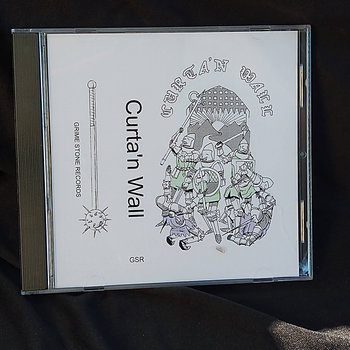 CURTA'N WALL
Curta'n Wall
GRIME STONE RECORDS
GSR